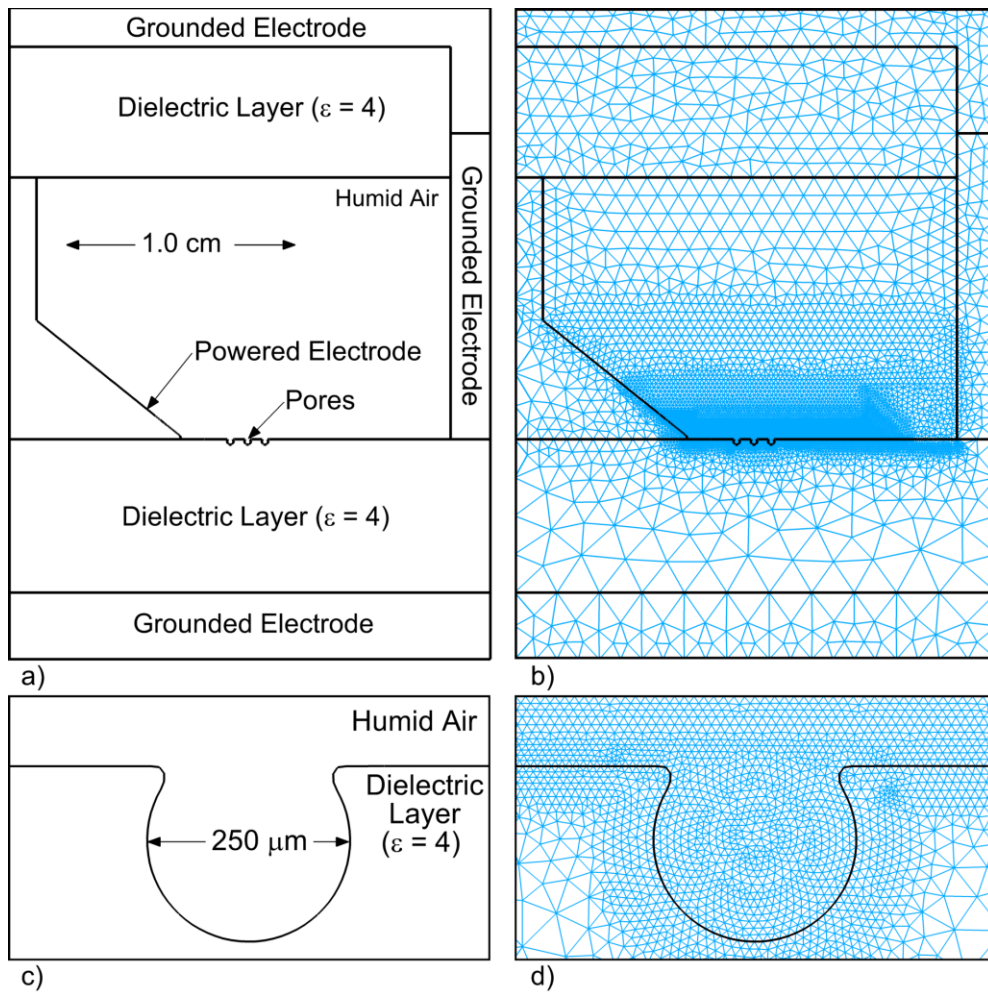 Grounded Electrode
Dielectric Layer (ε = 4)
Humid Air
Grounded Electrode
1.0 cm
Powered Electrode
Pores
Dielectric Layer (ε = 4)
Grounded Electrode
a)
b)
Humid Air
Dielectric
Layer
(ε = 4)
250 μm
c)
d)